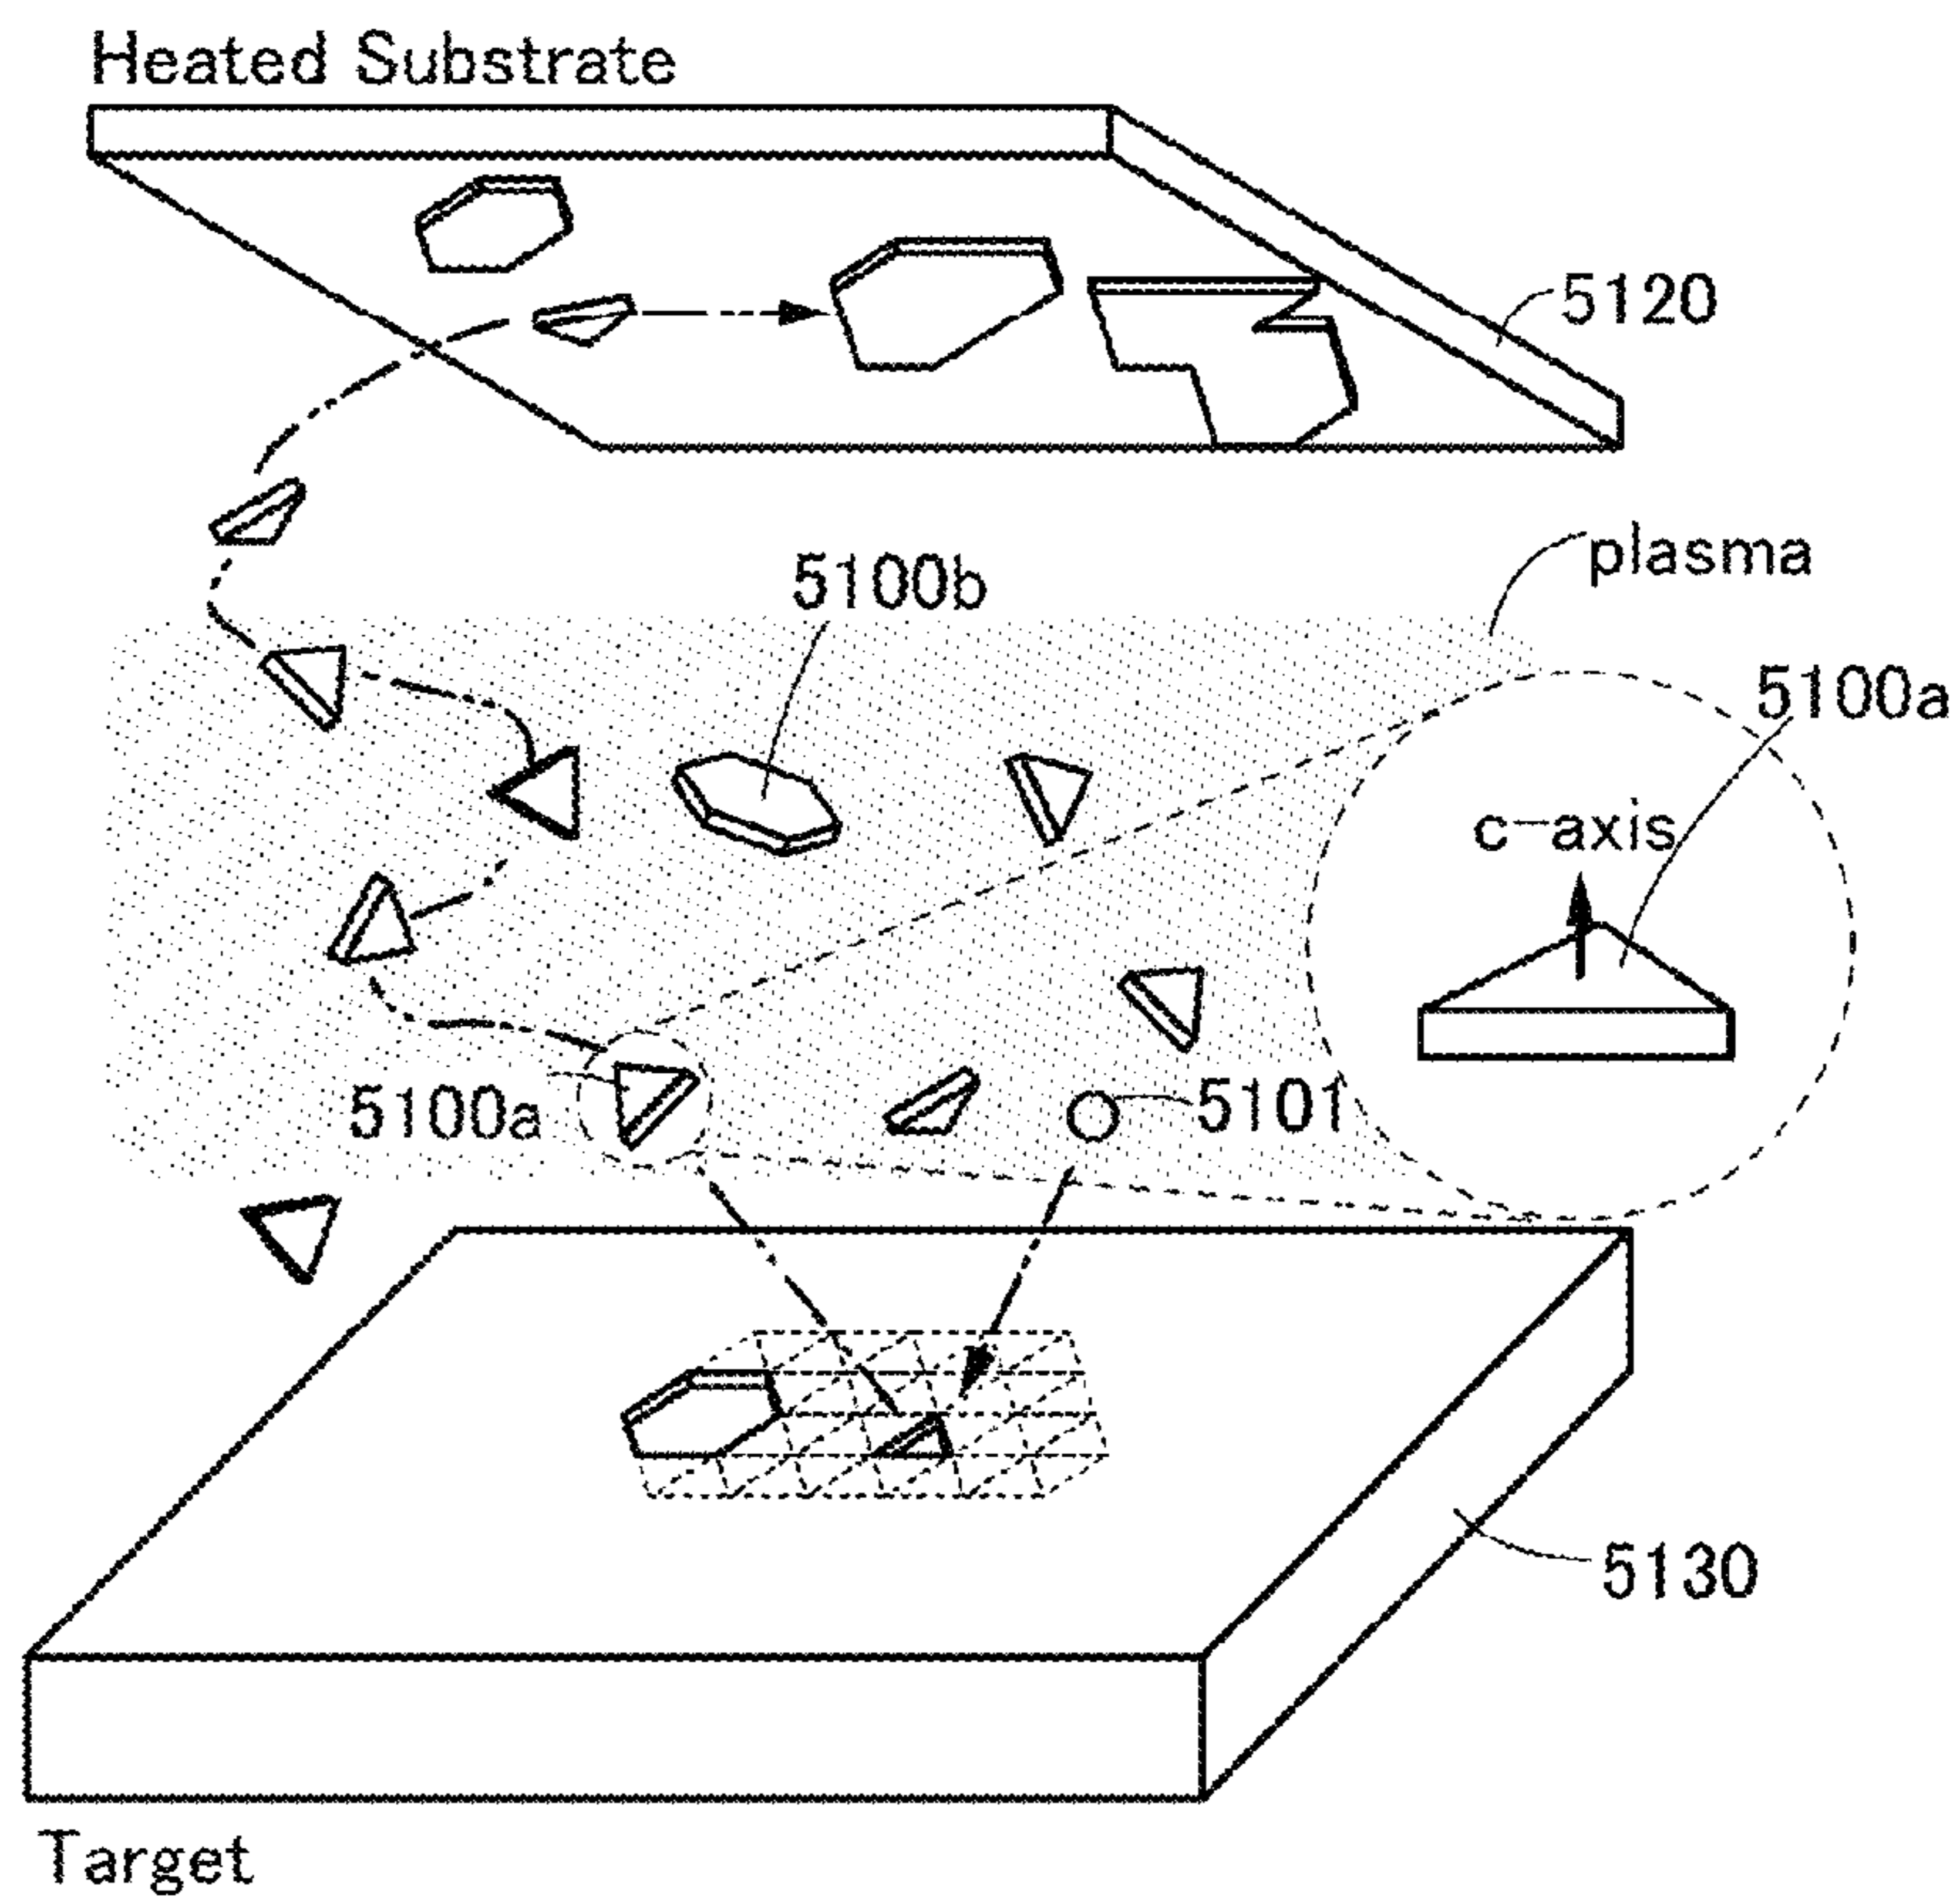 Heated Substrate
5120
plasma
5100b
5100a
c-axis
5100a
5101
5130
Target